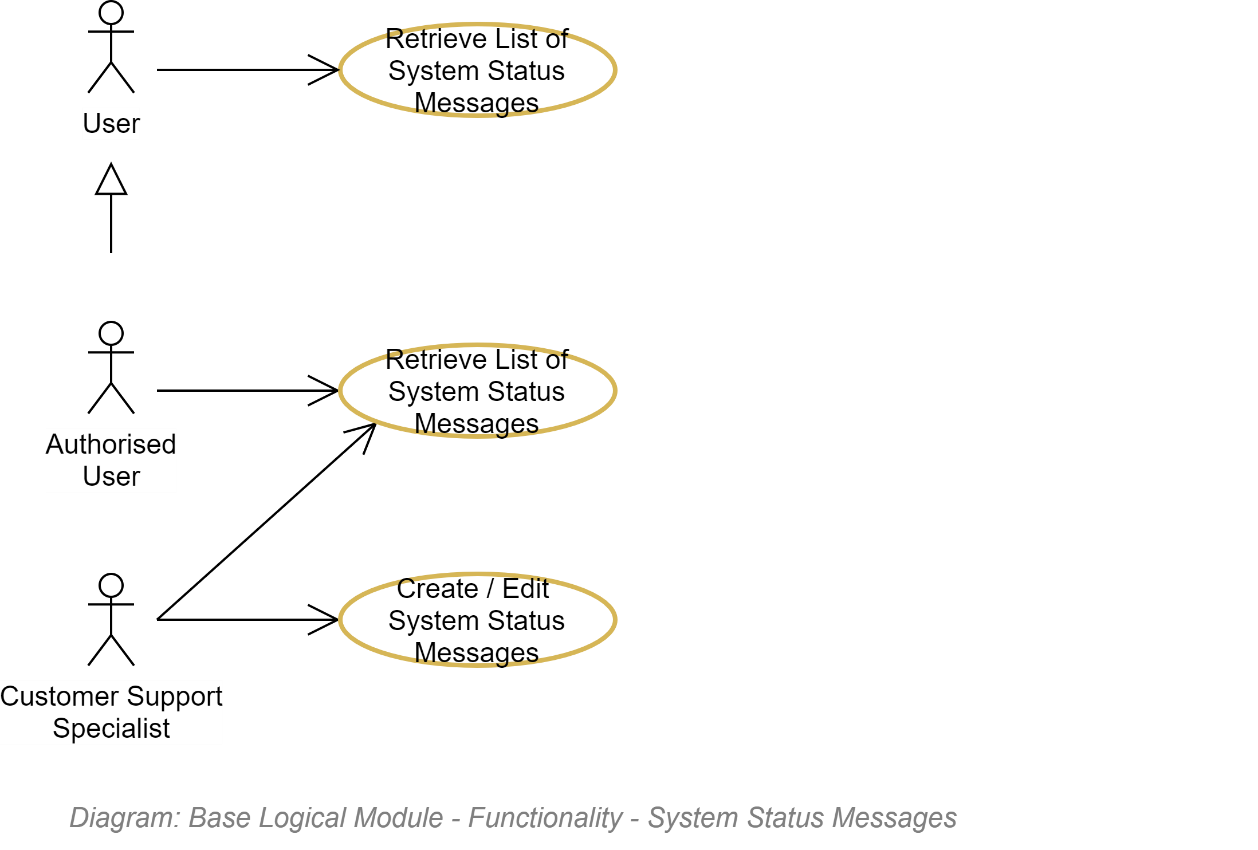 Retrieve List of
System Status
Messages
User
Retrieve List of
System Status
Messages
Authorised
User
Create / Edit
System Status
Messages
Customer Support
Specialist
Diagram: Base Logical Module - Functionality - System Status Messages